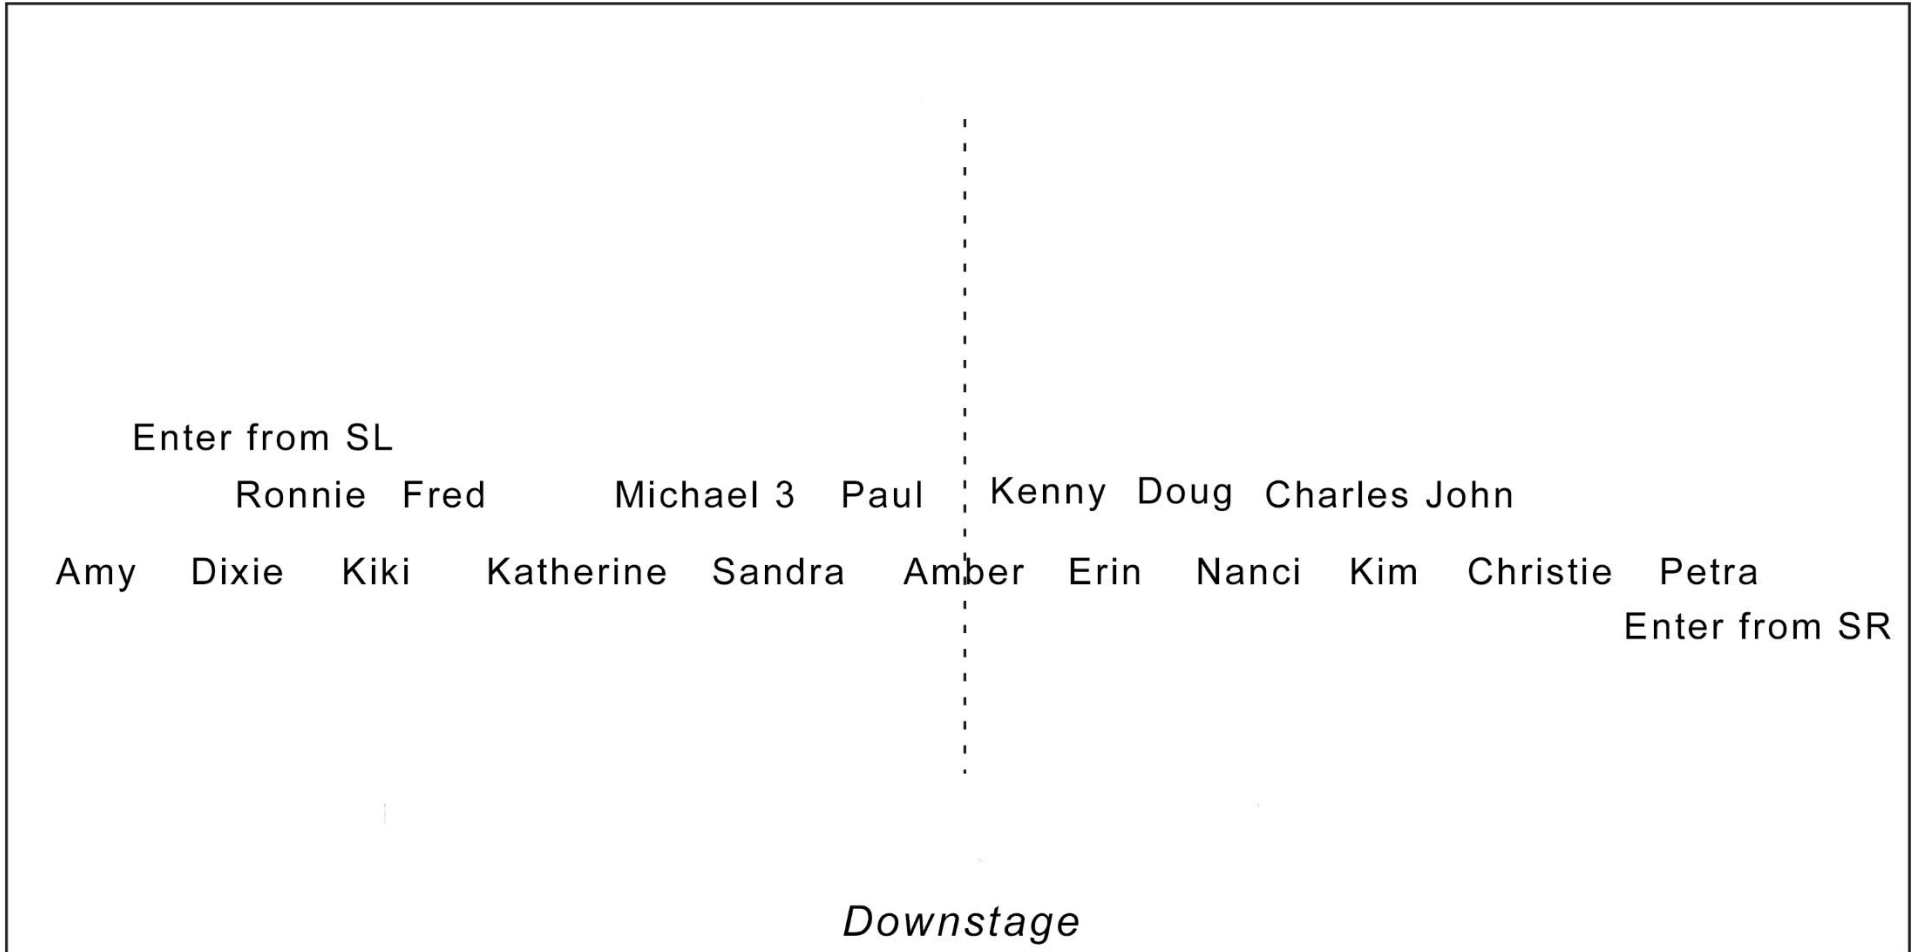 Enter from SL
Ronnie Fred Michael 3 Paul Kenny Doug Charles John
Amy Dixie Kiki Katherine Sandra Amber Erin Nanci Kim Christie Petra
Enter from SR
Downstage